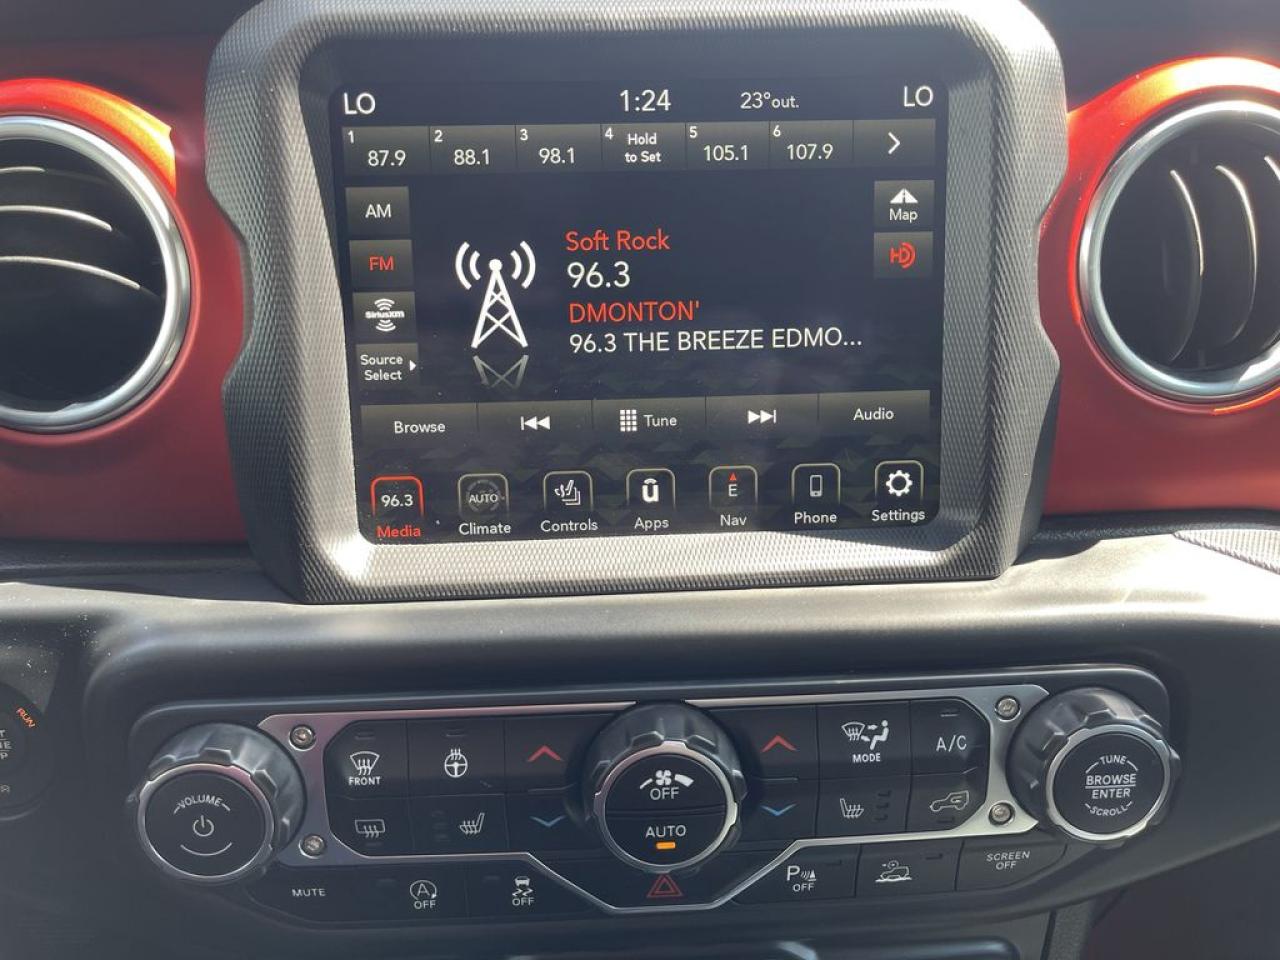 LO 1:24 23°out. LO
1 87.9 2 88.1 3 98.1 4 Hold to Set 5 105.1 6 107.9
AM
Map
FM
HD
SiriusXM
Source
Select
Soft Rock
96.3
DMONTON'
96.3 THE BREEZE EDMO...
Browse Tune Audio
96.3 AUTO û E
Media Climate Controls Apps Nav Phone Settings
RUN
VOLUME
FRONT
OFF
AUTO
MODE
A/C
TUNE
BROWSE
ENTER
SCROLL
MUTE
A OFF
OFF
P OFF
SCREEN
OFF